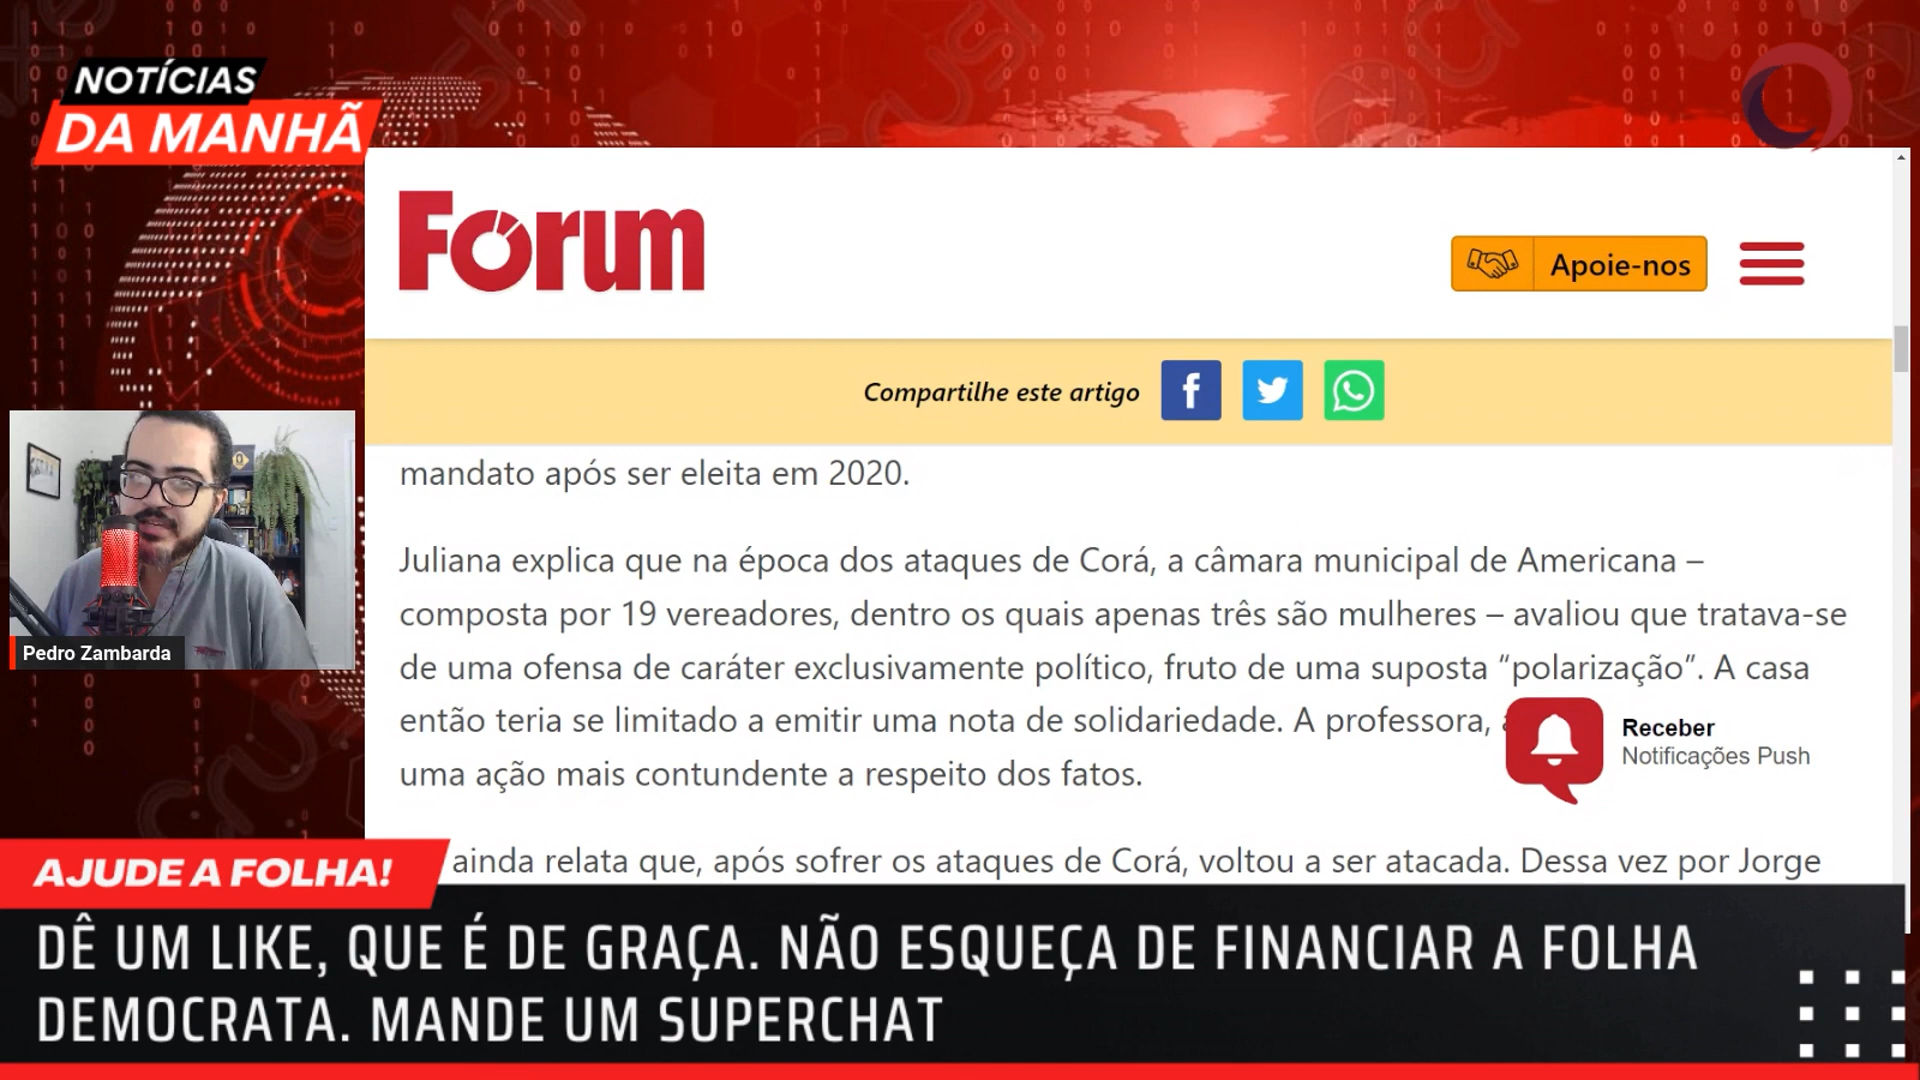 NOTÍCIAS
DA MANHÃ
Fórum
Apoie-nos
Compartilhe este artigo
mandato após ser eleita em 2020.
Juliana explica que na época dos ataques de Corá, a câmara municipal de Americana –
composta por 19 vereadores, dentro os quais apenas três são mulheres – avaliou que tratava-se
de uma ofensa de caráter exclusivamente político, fruto de uma suposta “polarização”. A casa
então teria se limitado a emitir uma nota de solidariedade. A professora,
uma ação mais contundente a respeito dos fatos.
Receber
Notificações Push
ainda relata que, após sofrer os ataques de Corá, voltou a ser atacada. Dessa vez por Jorge
Pedro Zambarda
AJUDE A FOLHA!
DÊ UM LIKE, QUE É DE GRAÇA. NÃO ESQUEÇA DE FINANCIAR A FOLHA
DEMOCRATA. MANDE UM SUPERCHAT